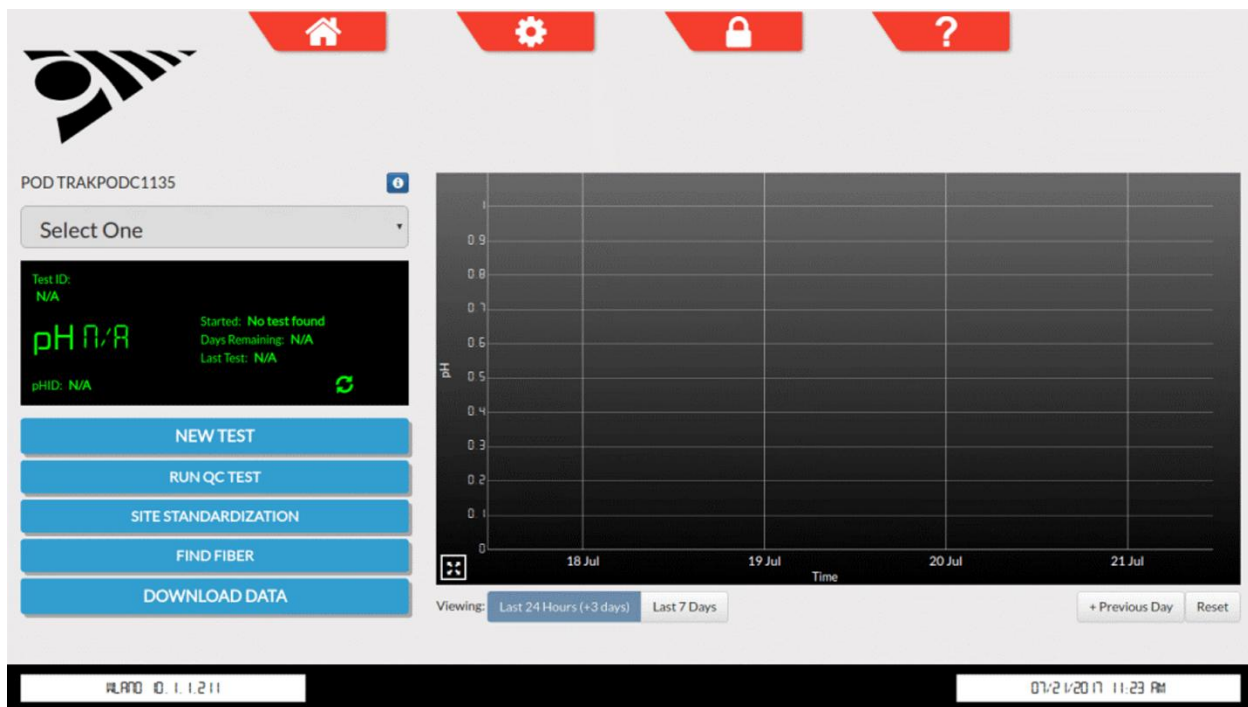 ?
POD TRAKPODC1135
Select One
Test ID:
N/A
pH N/A
Started: No test found
Days Remaining: N/A
Last Test: N/A
pHID: N/A
NEW TEST
RUN QC TEST
SITE STANDARDIZATION
FIND FIBER
DOWNLOAD DATA
pH
1
0.9
0.8
0.7
0.6
0.5
0.4
0.3
0.2
0.1
0
18 Jul 19 Jul 20 Jul 21 Jul
Time
Viewing: Last 24 Hours (+3 days) Last 7 Days + Previous Day Reset
WLAN0 10.1.1.211 07/21/2017 11:23 AM